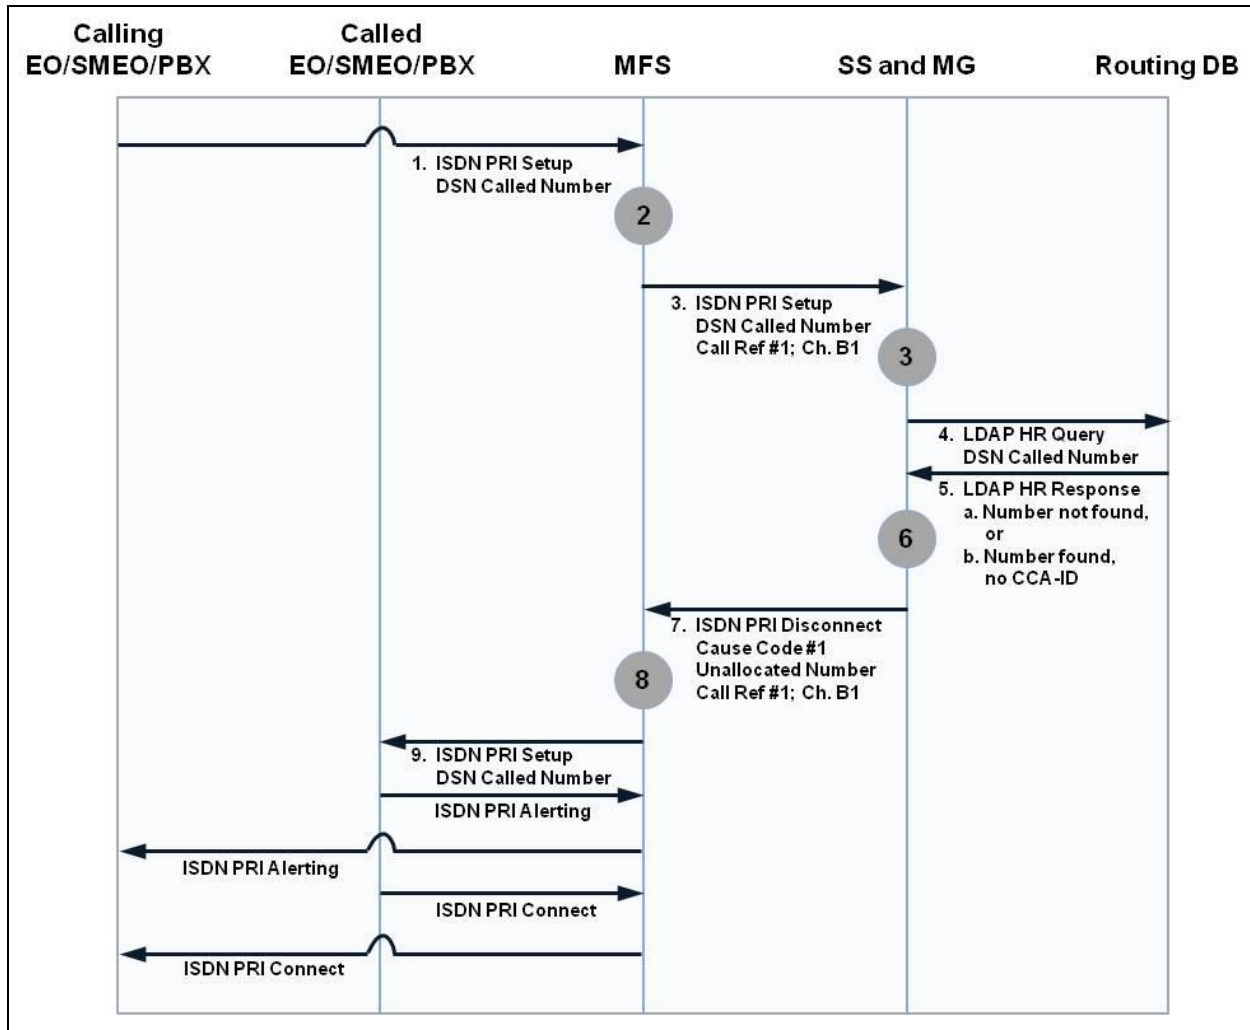 Calling
EO/SMEO/PBX
Called
EO/SMEO/PBX
MFS
SS and MG
Routing DB
1. ISDN PRI Setup
DSN Called Number
2
3. ISDN PRI Setup
DSN Called Number
Call Ref #1; Ch. B1
3
4. LDAP HR Query
DSN Called Number
5. LDAP HR Response
a. Number not found,
or
b. Number found,
no CCA-ID
6
7. ISDN PRI Disconnect
Cause Code #1
Unallocated Number
Call Ref #1; Ch. B1
8
9. ISDN PRI Setup
DSN Called Number
ISDN PRI Alerting
ISDN PRI Alerting
ISDN PRI Connect
ISDN PRI Connect